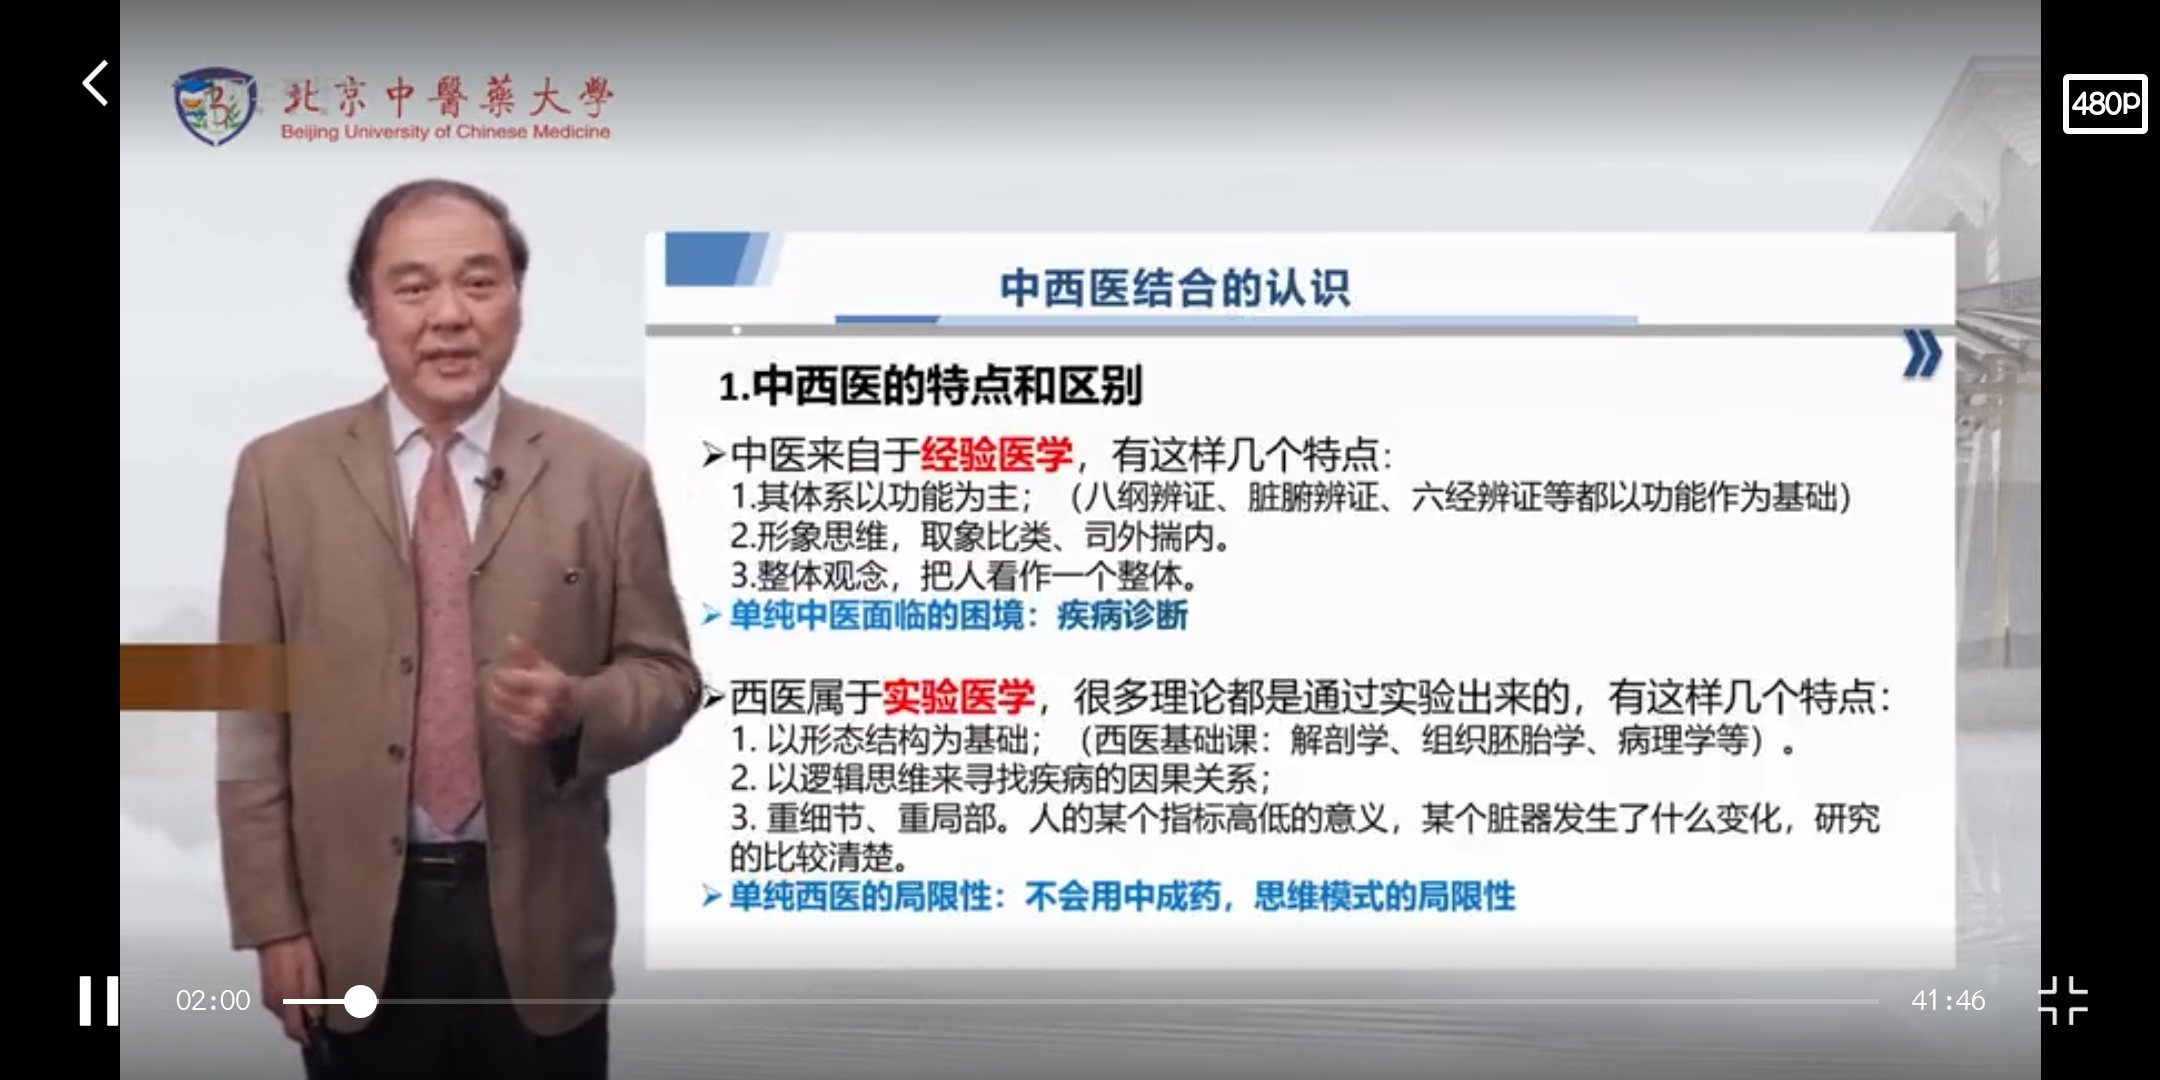 北京中醫藥大學
Beijing University of Chinese Medicine
480P
中西医结合的认识
1.中西医的特点和区别
➢中医来自于经验医学，有这样几个特点：
1.其体系以功能为主；（八纲辨证、脏腑辨证、六经辨证等都以功能作为基础）
2.形象思维，取象比类、司外揣内。
3.整体观念，把人看作一个整体。
➢单纯中医面临的困境：疾病诊断
➢西医属于实验医学，很多理论都是通过实验出来的，有这样几个特点：
1. 以形态结构为基础；（西医基础课：解剖学、组织胚胎学、病理学等）。
2. 以逻辑思维来寻找疾病的因果关系；
3. 重细节、重局部。人的某个指标高低的意义，某个脏器发生了什么变化，研究
的比较清楚。
➢单纯西医的局限性：不会用中成药，思维模式的局限性
02:00
41:46